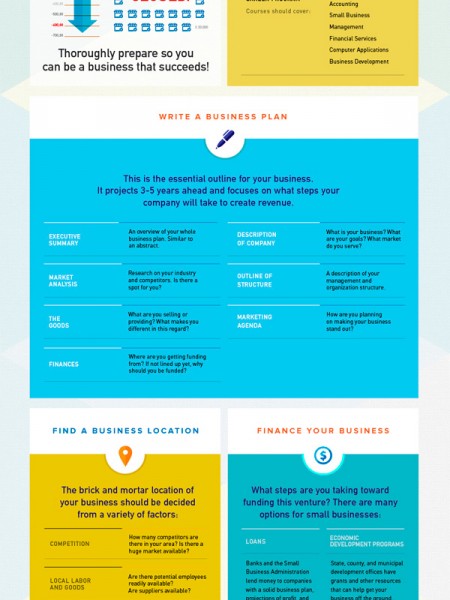 Thoroughly prepare so you
can be a business that succeeds!
Courses should cover:
Accounting
Small Business
Management
Financial Services
Computer Applications
Business Development
WRITE A BUSINESS PLAN
This is the essential outline for your business.
It projects 3-5 years ahead and focuses on what steps your
company will take to create revenue.
EXECUTIVE
SUMMARY
An overview of your whole
business plan. Similar to
an abstract.
DESCRIPTION
OF COMPANY
What is your business? What
are your goals? What market
do you serve?
MARKET
ANALYSIS
Research on your industry
and competitors. Is there a
spot for you?
OUTLINE OF
STRUCTURE
A description of your
management and
organization structure.
THE
GOODS
What are you selling or
providing? What makes you
different in this regard?
MARKETING
AGENDA
How are you planning
on making your business
stand out?
FINANCES
Where are you getting funding
from? If not lined up yet, why
should you be funded?
FIND A BUSINESS LOCATION
The brick and mortar location of
your business should be decided
from a variety of factors:
COMPETITION
How many competitors are
there in your area? Is there a
huge market available?
LOCAL LABOR
AND GOODS
Are there potential employees
readily available?
Are suppliers available?
FINANCE YOUR BUSINESS
$
What steps are you taking toward
funding this venture? There are many
options for small businesses:
LOANS
Banks and the Small
Business Administration
lend money to companies
with a solid business plan,
projections of profit, and
ECONOMIC
DEVELOPMENT PROGRAMS
State, county, and municipal
development offices have
grants and other resources
that can help get your
business off the ground